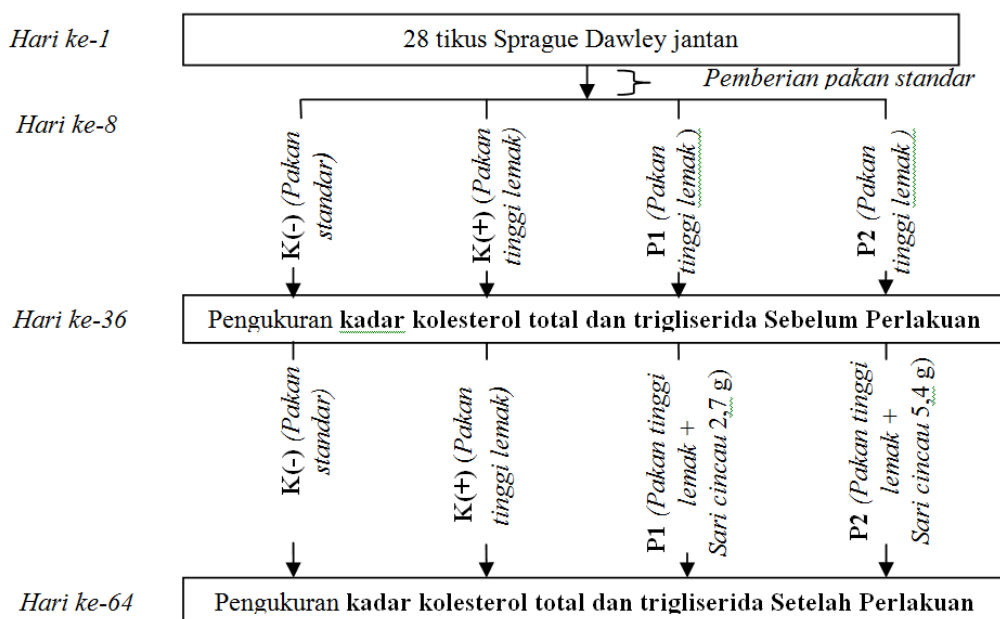 Hari ke-1
28 tikus Sprague Dawley jantan
Pemberian pakan standar
Hari ke-8
K(-) (Pakan
standar)
K(+) (Pakan
tinggi lemak)
P1 (Pakan
tinggi lemak )
P2 (Pakan
tinggi lemak )
Hari ke-36
Pengukuran kadar kolesterol total dan trigliserida Sebelum Perlakuan
K(-) (Pakan
standar)
K(+) (Pakan
tinggi lemak)
P1 (Pakan tinggi
lemak +
Sari cincau 2,7 g)
P2 (Pakan tinggi
lemak +
Sari cincau 5,4 g)
Hari ke-64
Pengukuran kadar kolesterol total dan trigliserida Setelah Perlakuan